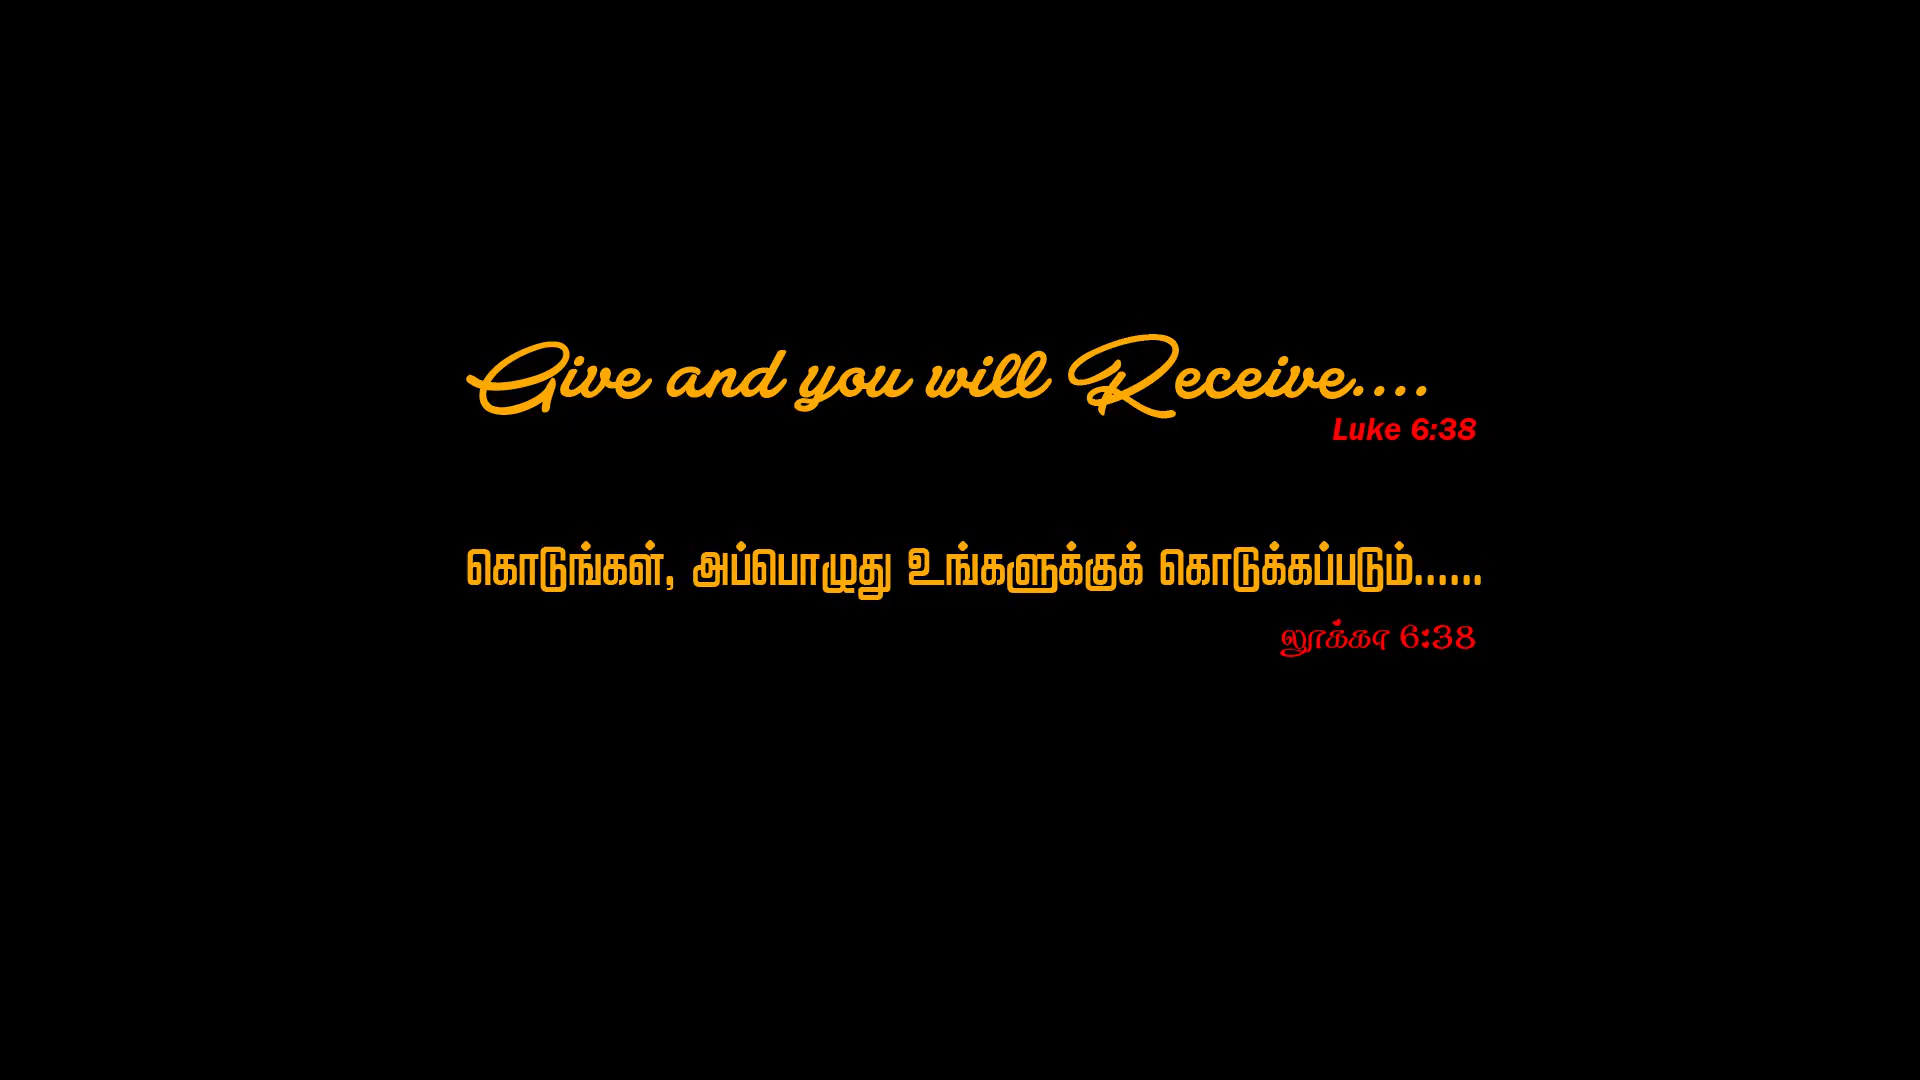 Give and you will Receive....
Luke 6:38
கொடுங்கள், அப்பொழுது உங்களுக்குக் கொடுக்கப்படும்......
லூக்கா 6:38